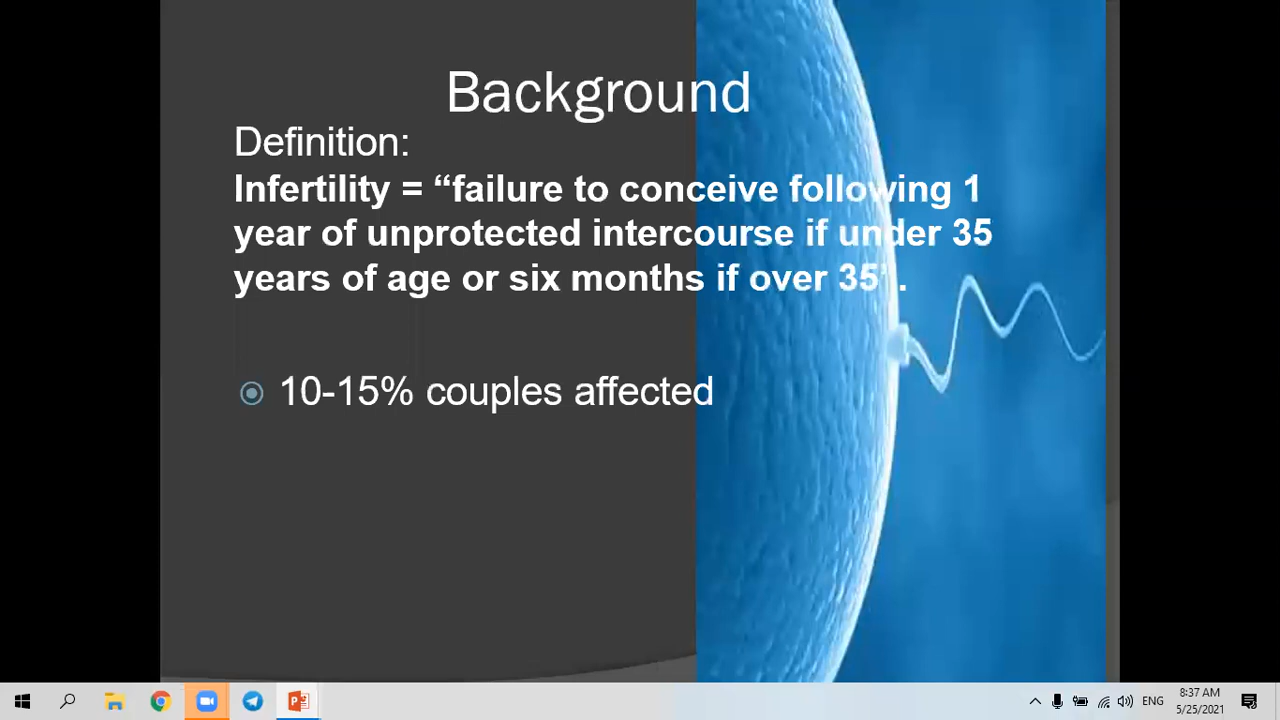 Background
Definition:
Infertility = “failure to conceive following 1
year of unprotected intercourse if under 35
years of age or six months if over 35”.
10-15% couples affected
ENG
8:37 AM
5/25/2021